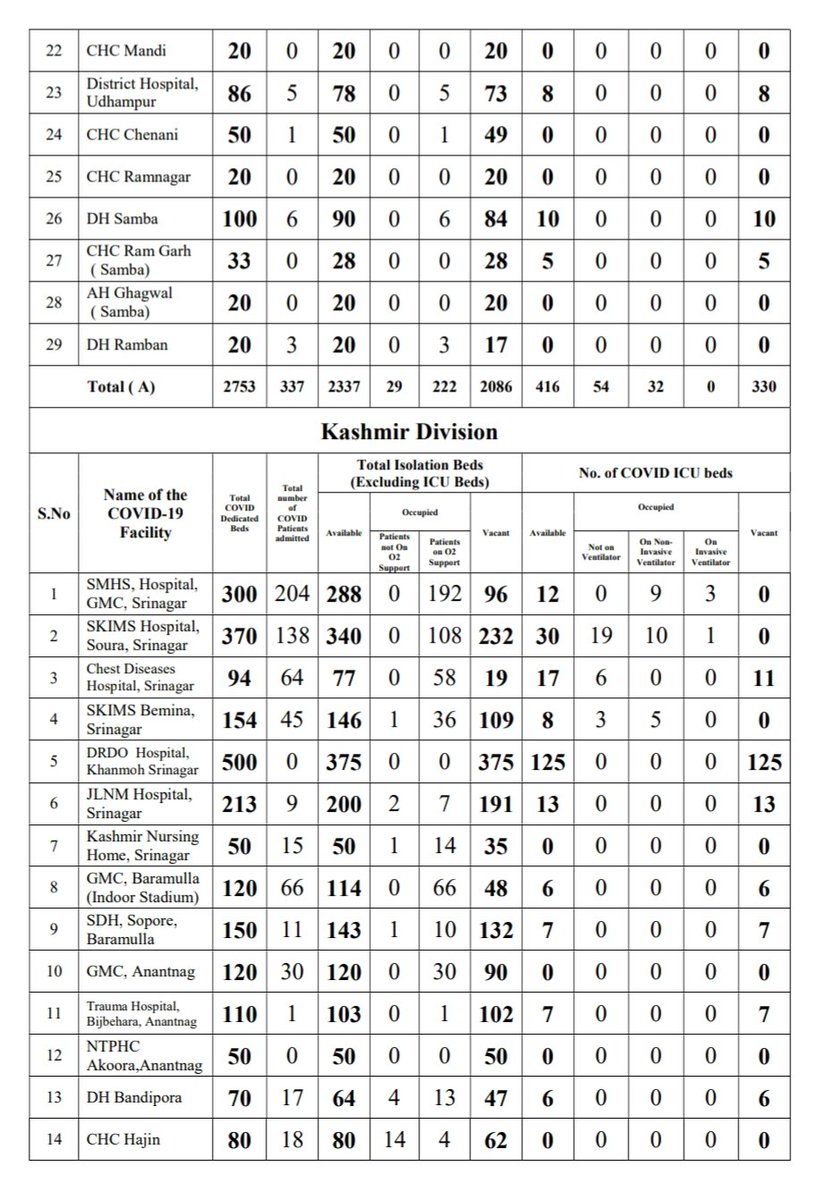 22 CHC Mandi 20 0 20 0 0 20 0 0 0 0 0
District Hospital,
23 86 5 78 0 5 73 8 0 0 0 8
Udhampur
24 CHC Chenani 50 1 50 0 1 49 0 0 0 0 0
25 CHC Ramnagar 20 0 20 0 0 20 0 0 0 0 0
26 DH Samba 100 6 90 0 6 84 10 0 0 0 10
CHC Ram Garh
27 33 0 28 0 0 28 5 0 0 0 5
( Samba)
AH Ghagwal
28 20 0 20 0 0 20 0 0 0 0 0
( Samba)
29 DH Ramban 20 3 20 0 3 17 0 0 0 0 0
Total ( A) 2753 337 2337 29 222 2086 416 54 32 0 330
Kashmir Division
S.No
Name of the
COVID-19
Facility
Total
COVID
Dedicated
Beds
Total
number
of
COVID
Patients
admitted
Total Isolation Beds
(Excluding ICU Beds)
Available
Occupied
Patients
not On
O2
Support
Patients
on O2
Support
Vacant
No. of COVID ICU beds
Available
Occupied
Not on
Ventilator
On Non-
Invasive
Ventilator
On
Invasive
Ventilator
Vacant
SMHS, Hospital,
1 300 204 288 0 192 96 12 0 9 3 0
GMC, Srinagar
SKIMS Hospital,
2 370 138 340 0 108 232 30 19 10 1 0
Soura, Srinagar
Chest Diseases
3 94 64 77 0 58 19 17 6 0 0 11
Hospital, Srinagar
SKIMS Bemina,
4 154 45 146 1 36 109 8 3 5 0 0
Srinagar
DRDO Hospital,
5 500 0 375 0 0 375 125 0 0 0 125
Khanmoh Srinagar
JLNM Hospital,
6 213 9 200 2 7 191 13 0 0 0 13
Srinagar
Kashmir Nursing
7 50 15 50 1 14 35 0 0 0 0 0
Home, Srinagar
GMC, Baramulla
8 120 66 114 0 66 48 6 0 0 0 6
(Indoor Stadium)
SDH, Sopore,
9 150 11 143 1 10 132 7 0 0 0 7
Baramulla
10 GMC, Anantnag 120 30 120 0 30 90 0 0 0 0 0
Trauma Hospital,
11 110 1 103 0 1 102 7 0 0 0 7
Bijbehara, Anantnag
NTPHC
12 50 0 50 0 0 50 0 0 0 0 0
Akoora,Anantnag
13 DH Bandipora 70 17 64 4 13 47 6 0 0 0 6
14 CHC Hajin 80 18 80 14 4 62 0 0 0 0 0